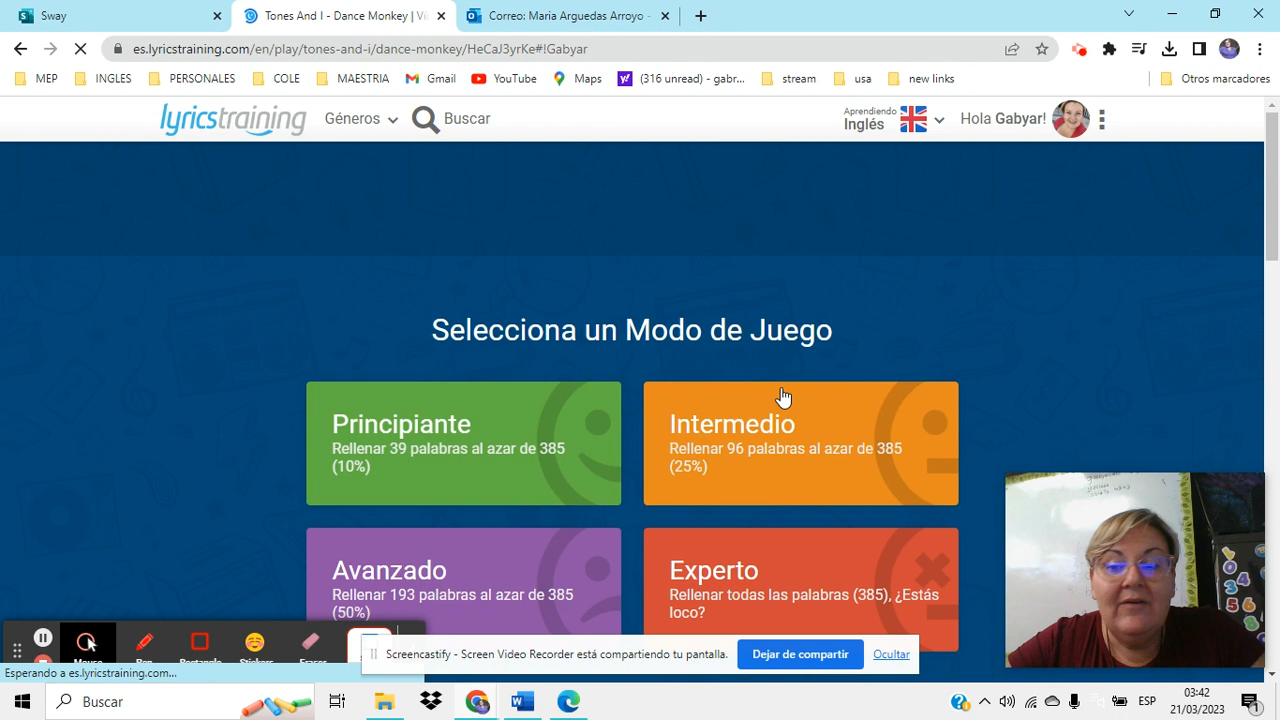 Sway
Tones And I - Dance Monkey | Vi
Correo: Maria Arguedas Arroyo -
es.lyricstraining.com/en/play/tones-and-i/dance-monkey/HeCaJ3yrKe#!Gabyar
MEP
INGLES
PERSONALES
COLE
MAESTRIA
Gmail
YouTube
Maps
(316 unread) - gabr...
stream
usa
new links
Otros marcadores
lyricstraining
Géneros
Buscar
Aprendiendo
Inglés
Hola Gabyar!
Selecciona un Modo de Juego
Principiante
Rellenar 39 palabras al azar de 385
(10%)
Intermedio
Rellenar 96 palabras al azar de 385
(25%)
Avanzado
Rellenar 193 palabras al azar de 385
(50%)
Experto
Rellenar todas las palabras (385), ¿Estás
loco?
Mouse
Pen
Rectangle
Stickers
Eraser
Screencastify - Screen Video Recorder está compartiendo tu pantalla.
Dejar de compartir
Ocultar
Esperando a es.lyricstraining.com...
Buscar
ESP
03:42
21/03/2023